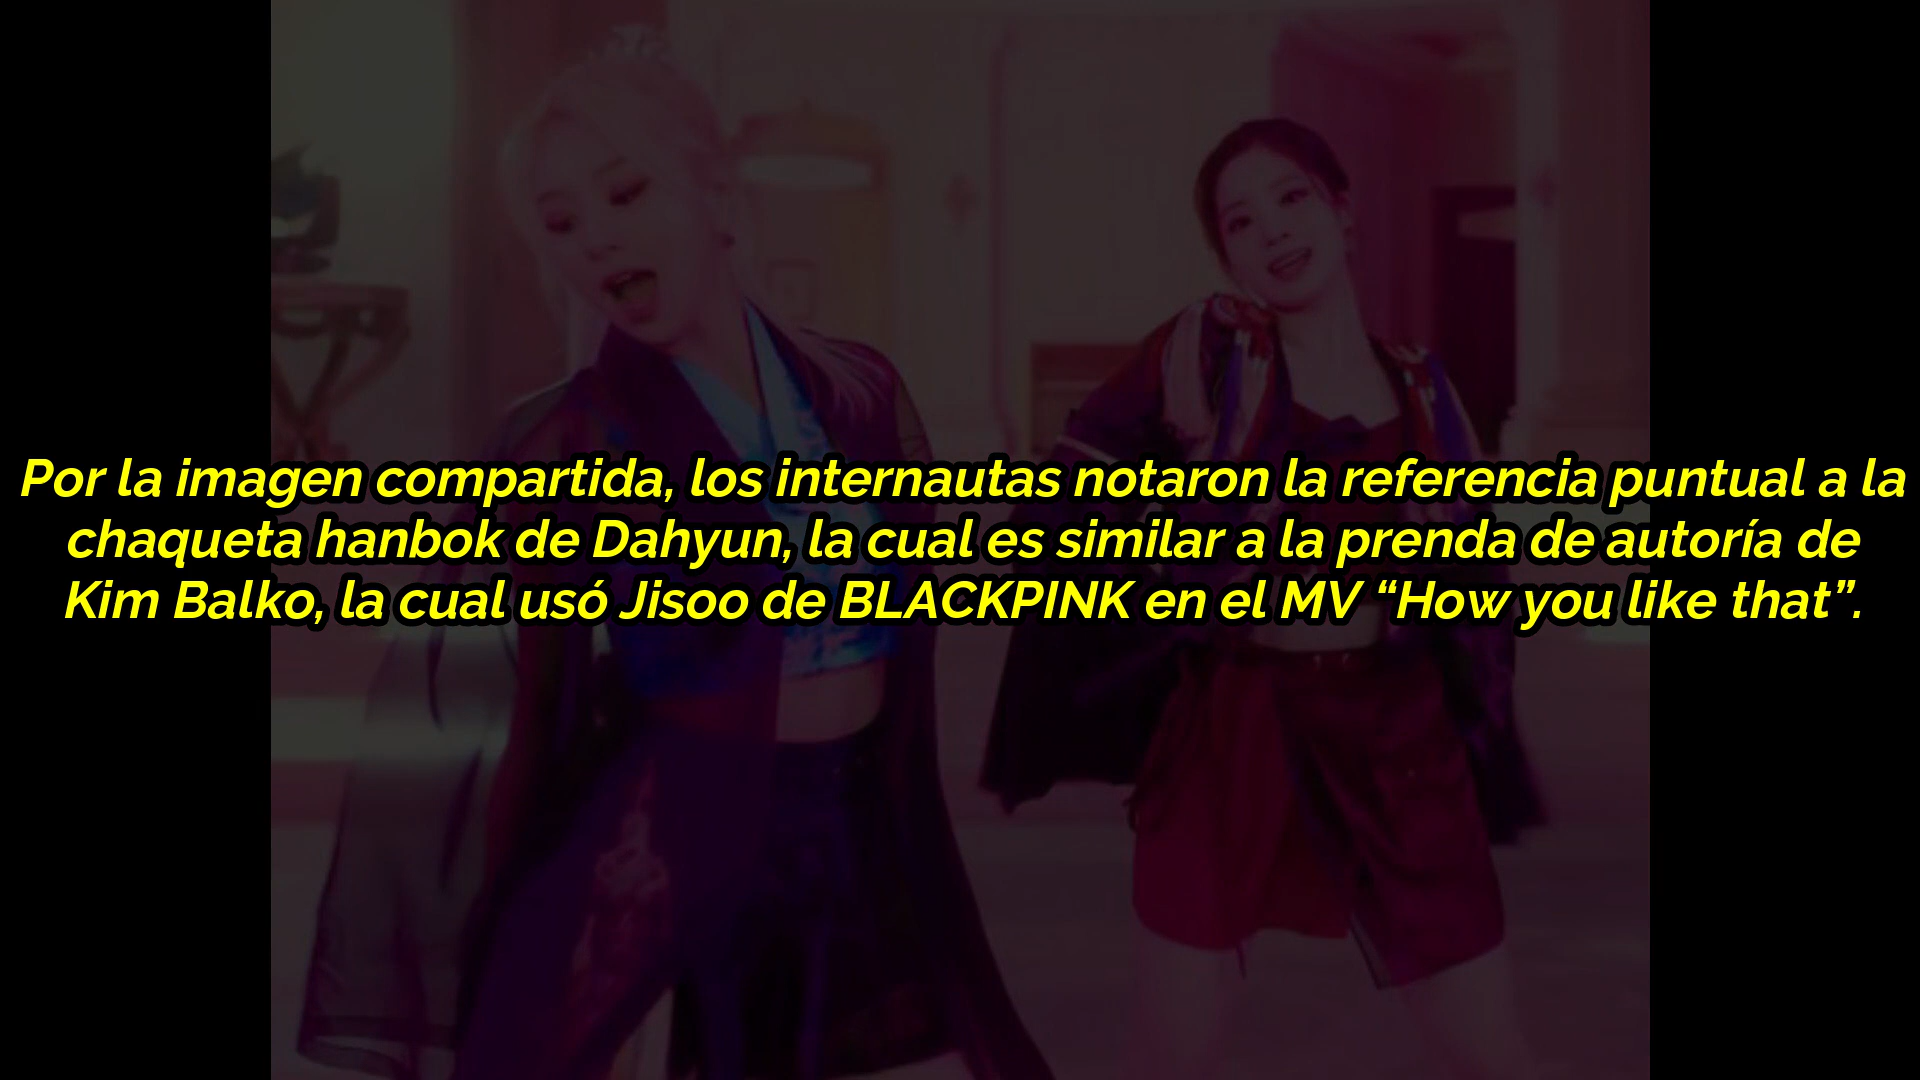 Por la imagen compartida, los internautas notaron la referencia puntual a la
chaqueta hanbok de Dahyun, la cual es similar a la prenda de autoría de
Kim Balko, la cual usó Jisoo de BLACKPINK en el MV “How you like that”.